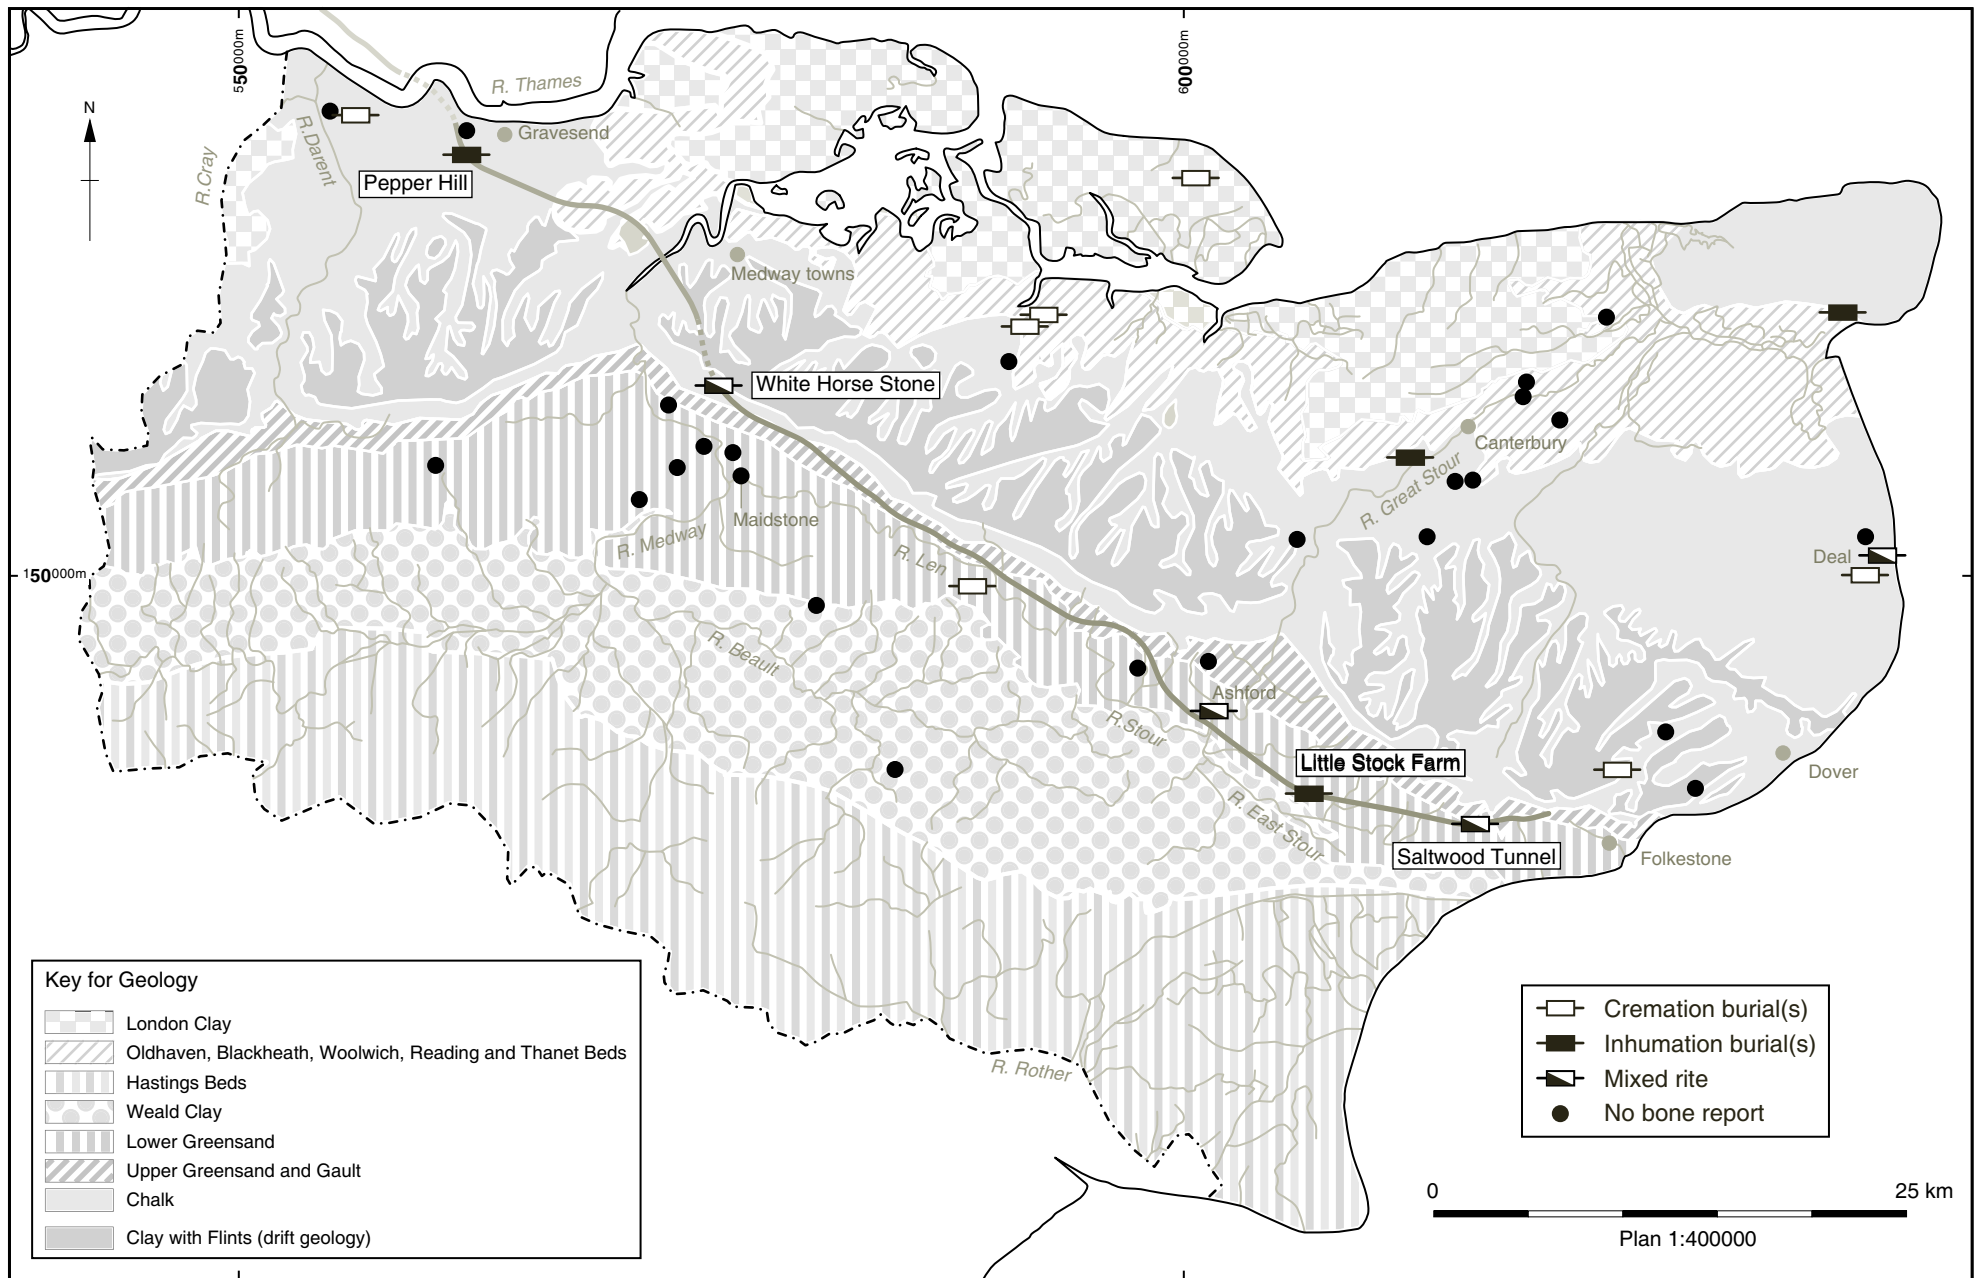 550000m
600000m
N
R. Thames
Gravesend
R.Darent
R.Cray
Pepper Hill
Medway towns
White Horse Stone
Canterbury
R. Great Stour
Maidstone
R. Medway
R. Len
Deal
150000m
R. Beault
Ashford
R.Stour
Little Stock Farm
Dover
R. East Stour
Saltwood Tunnel
Folkestone
R. Rother
Key for Geology
London Clay
Oldhaven, Blackheath, Woolwich, Reading and Thanet Beds
Hastings Beds
Weald Clay
Lower Greensand
Upper Greensand and Gault
Chalk
Clay with Flints (drift geology)
Cremation burial(s)
Inhumation burial(s)
Mixed rite
No bone report
0 25 km
Plan 1:400000